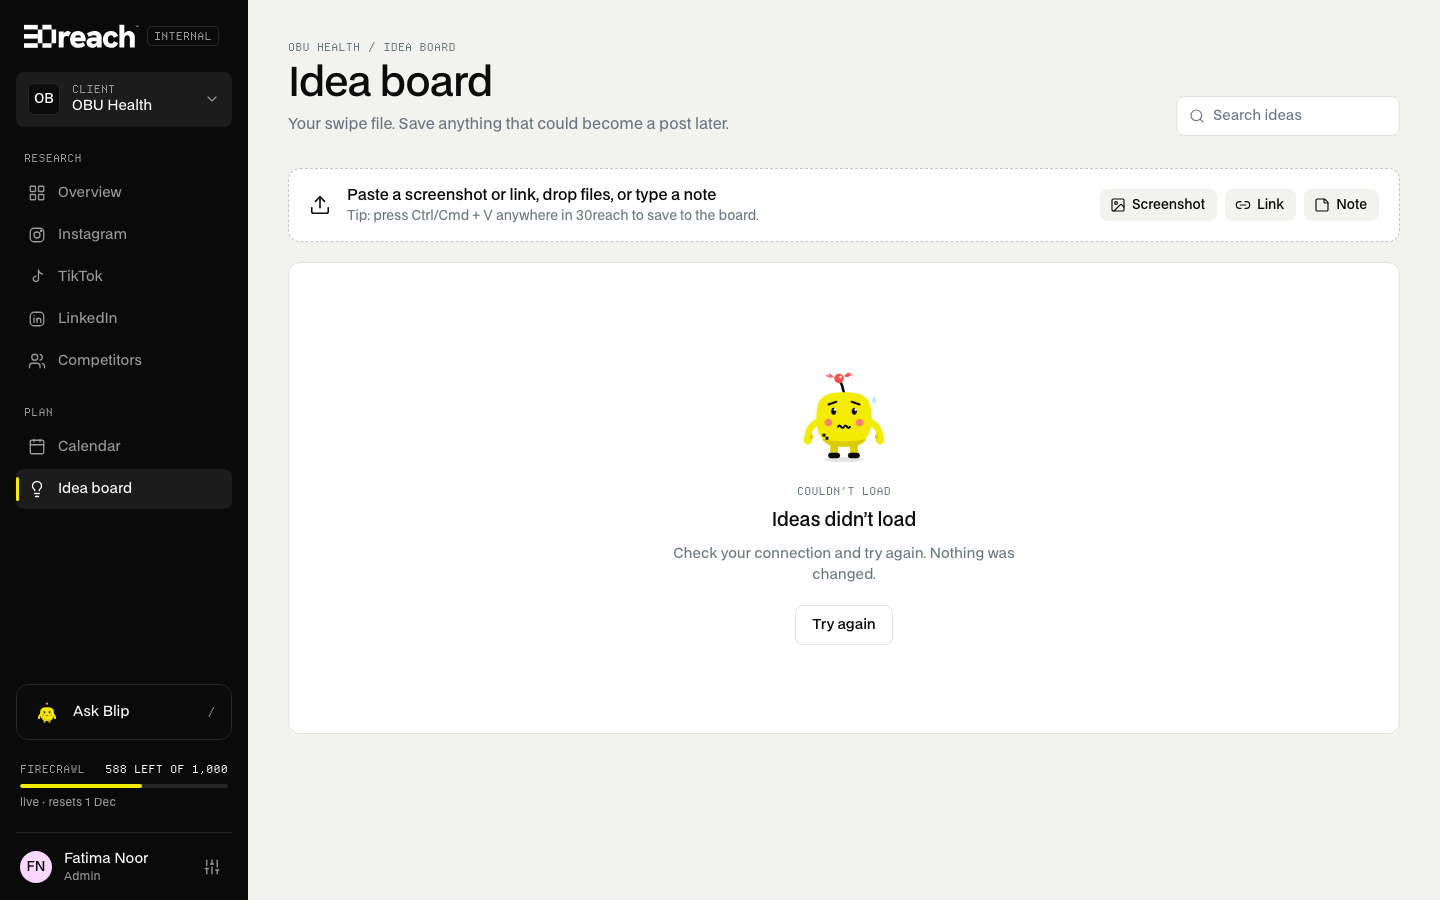 30reach
INTERNAL
OB
CLIENT
OBU Health
RESEARCH
Overview
Instagram
TikTok
LinkedIn
Competitors
PLAN
Calendar
Idea board
Ask Blip
/
FIRECRAWL
588 LEFT OF 1,000
live · resets 1 Dec
FN
Fatima Noor
Admin
OBU HEALTH / IDEA BOARD
Idea board
Your swipe file. Save anything that could become a post later.
Search ideas
Paste a screenshot or link, drop files, or type a note
Tip: press Ctrl/Cmd + V anywhere in 30reach to save to the board.
Screenshot
Link
Note
COULDN'T LOAD
Ideas didn't load
Check your connection and try again. Nothing was
changed.
Try again